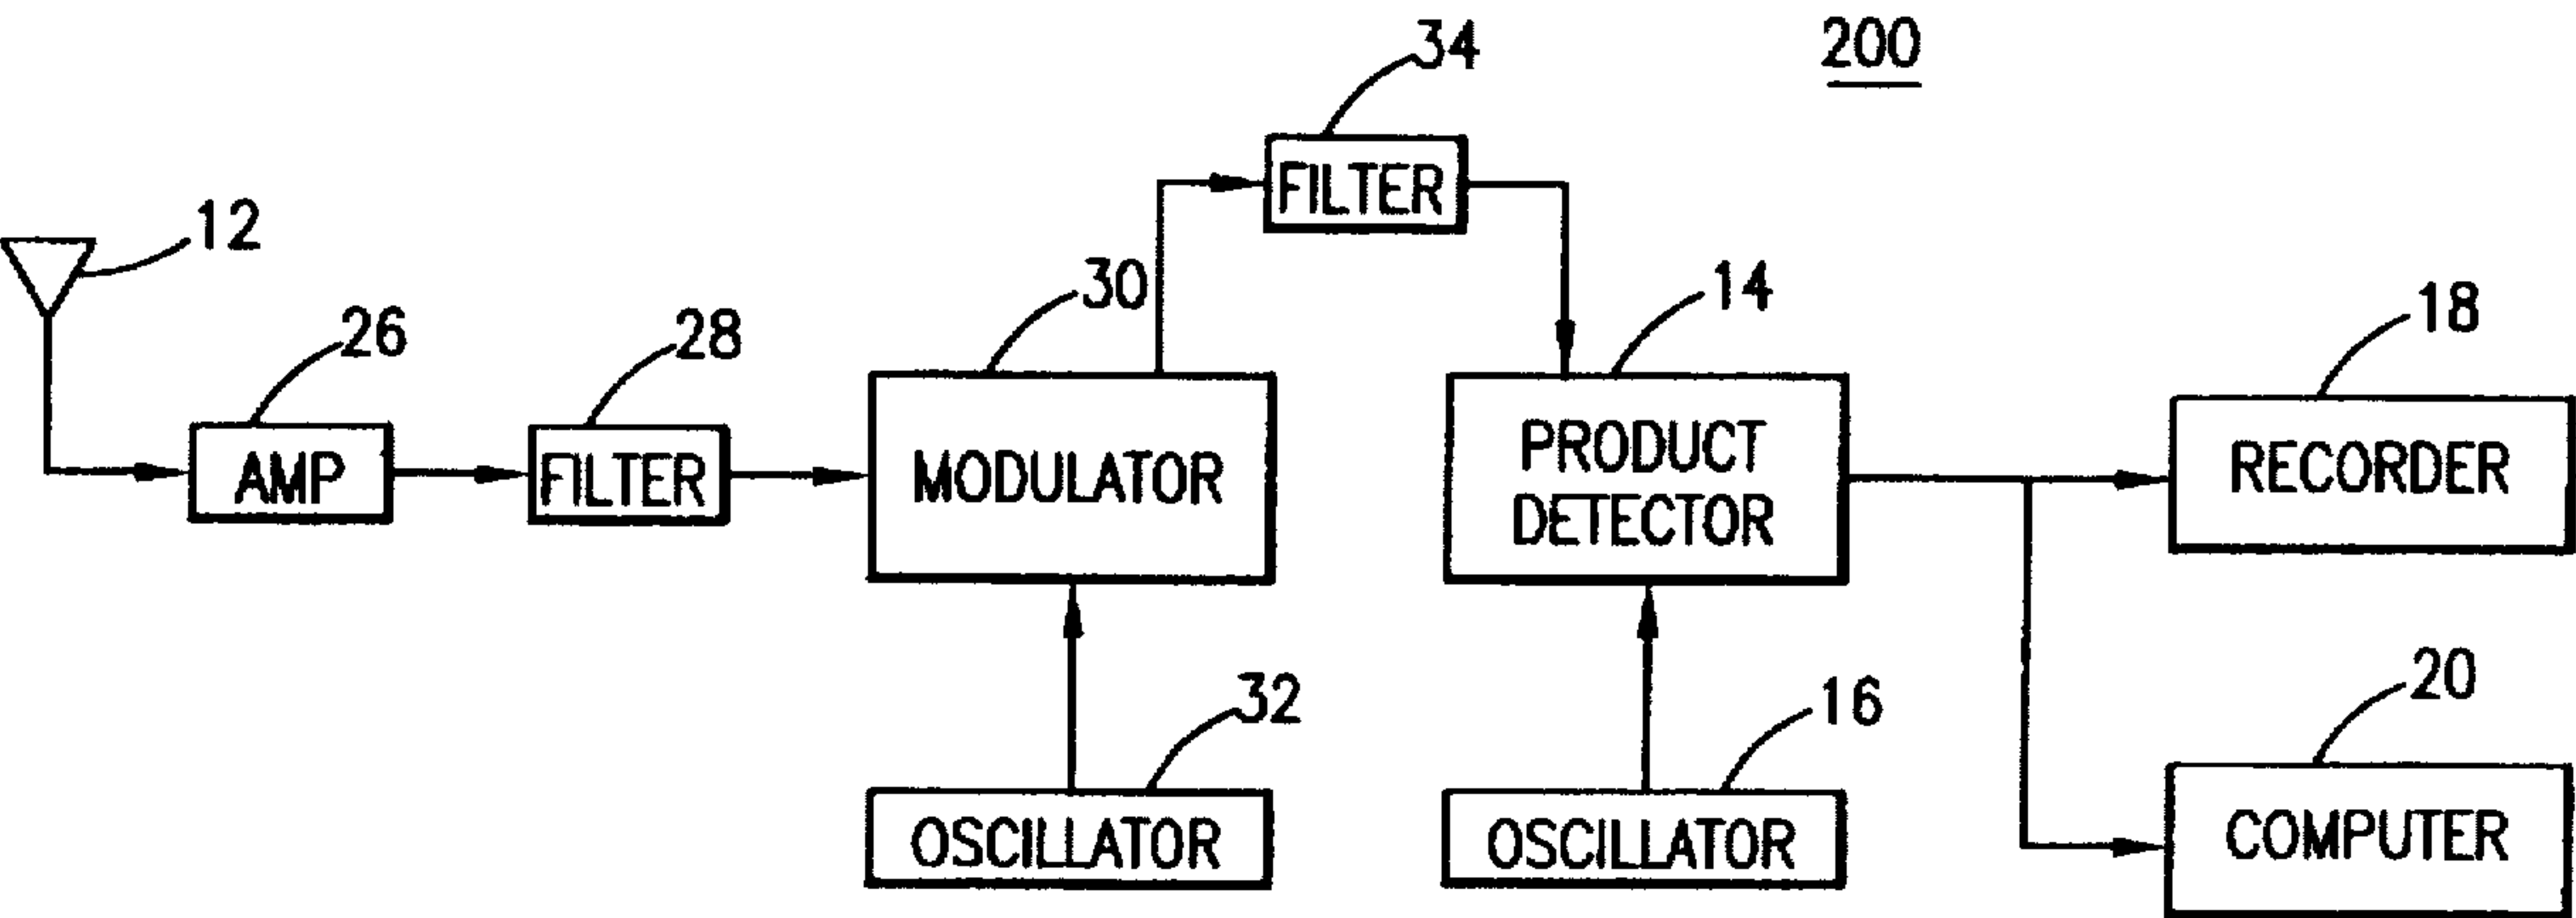 200
34
FILTER
12
30
14
18
26
28
AMP
FILTER
MODULATOR
PRODUCT
DETECTOR
RECORDER
32
16
20
OSCILLATOR
OSCILLATOR
COMPUTER